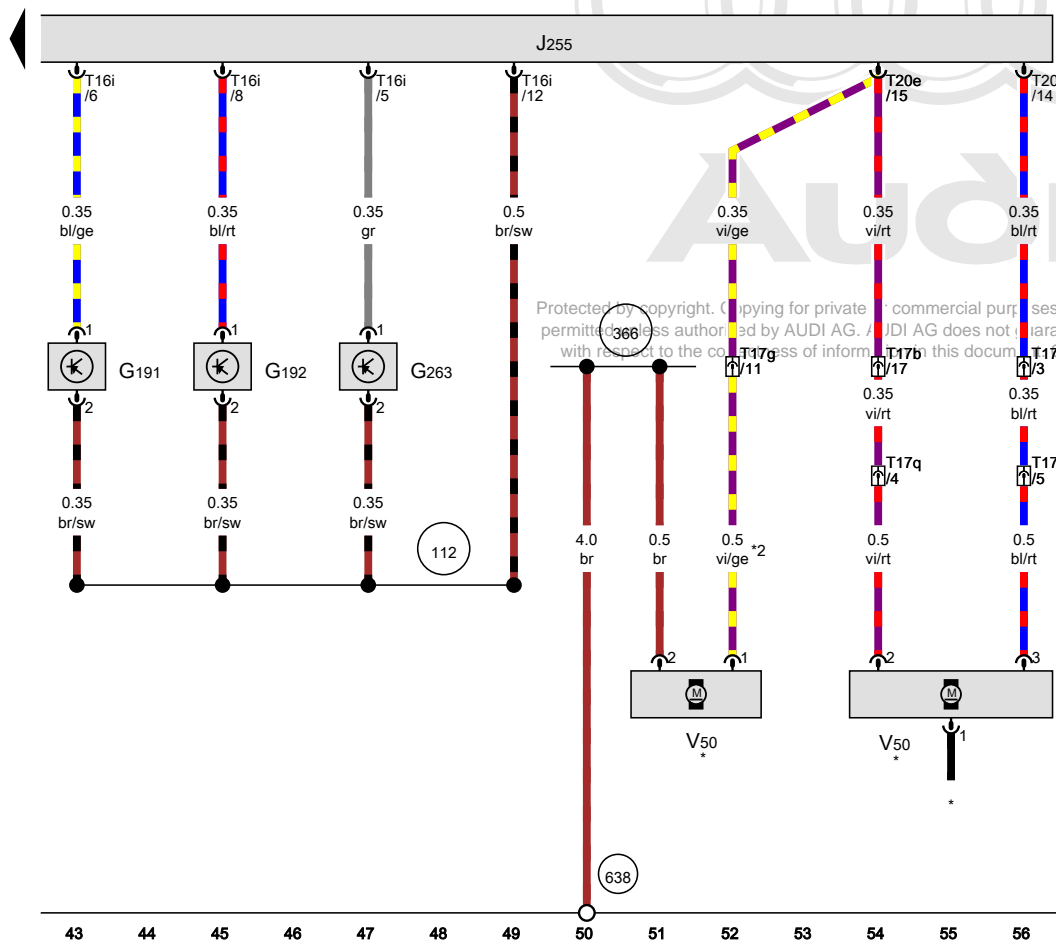 J255
T16i
/6
T16i
/8
T16i
/5
T16i
/12
T20e
/15
T20
/14
AUDI
0.35
bl/ge
0.35
bl/rt
0.35
gr
0.5
br/sw
0.35
vi/ge
0.35
vi/rt
0.35
bl/rt
Protected by copyright. Copying for private or commercial purposes
permitted unless authorised by AUDI AG. AUDI AG does not guara
with respect to the correctness of information in this document.
366
1
G191
2
1
G192
2
1
G263
2
T17g
/11
T17b
/17
T17
/3
0.35
vi/rt
0.35
bl/rt
T17q
/4
T17
/5
0.35
br/sw
0.35
br/sw
0.35
br/sw
112
4.0
br
0.5
br
0.5
vi/ge *2
0.5
vi/rt
0.5
bl/rt
2
1
M
V50
*
2
3
M
V50
*
1
*
638
43 44 45 46 47 48 49 50 51 52 53 54 55 56